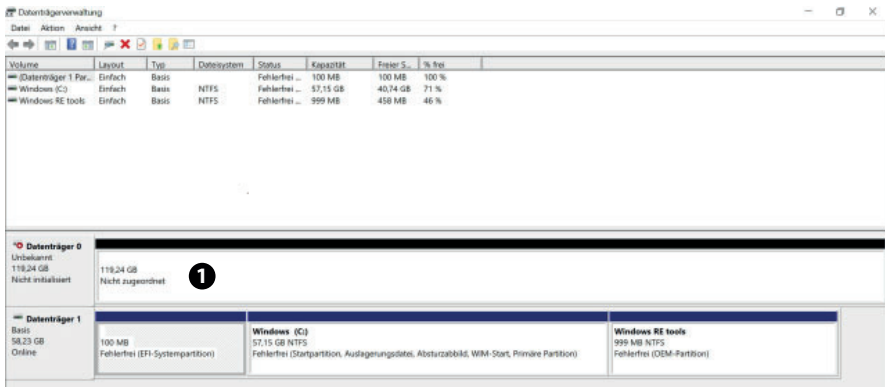 Datenträgerverwaltung
Datei Aktion Ansicht ?
Volume Layout Typ Dateisystem Status Kapazität Freier S... % frei
(Datenträger 1 Par... Einfach Basis Fehlerfrei ... 100 MB 100 MB 100 %
Windows (C:) Einfach Basis NTFS Fehlerfrei ... 57,15 GB 40,74 GB 71 %
Windows RE tools Einfach Basis NTFS Fehlerfrei ... 999 MB 458 MB 46 %
Datenträger 0
Unbekannt
119,24 GB
Nicht initialisiert
119,24 GB
Nicht zugeordnet
1
Datenträger 1
Basis
58,23 GB
Online
100 MB
Fehlerfrei (EFI-Systempartition)
Windows (C:)
57,15 GB NTFS
Fehlerfrei (Startpartition, Auslagerungsdatei, Absturzabbild, WIM-Start, Primäre Partition)
Windows RE tools
999 MB NTFS
Fehlerfrei (OEM-Partition)